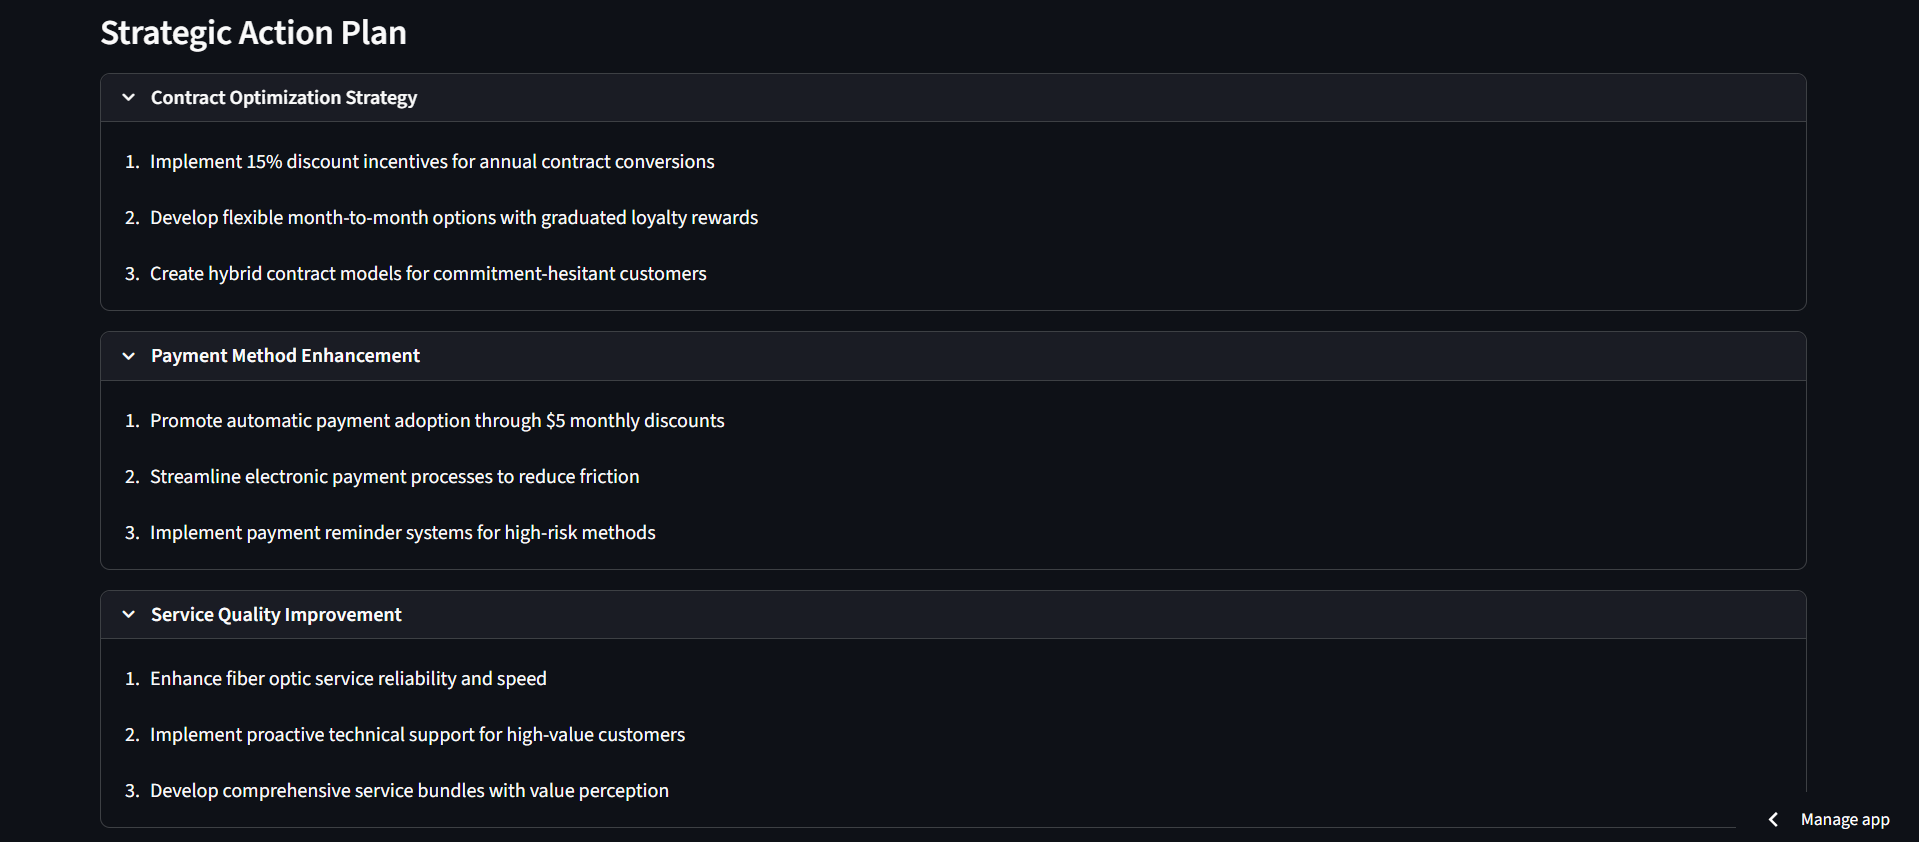 Strategic Action Plan
Contract Optimization Strategy
1. Implement 15% discount incentives for annual contract conversions
2. Develop flexible month-to-month options with graduated loyalty rewards
3. Create hybrid contract models for commitment-hesitant customers
Payment Method Enhancement
1. Promote automatic payment adoption through $5 monthly discounts
2. Streamline electronic payment processes to reduce friction
3. Implement payment reminder systems for high-risk methods
Service Quality Improvement
1. Enhance fiber optic service reliability and speed
2. Implement proactive technical support for high-value customers
3. Develop comprehensive service bundles with value perception
Manage app